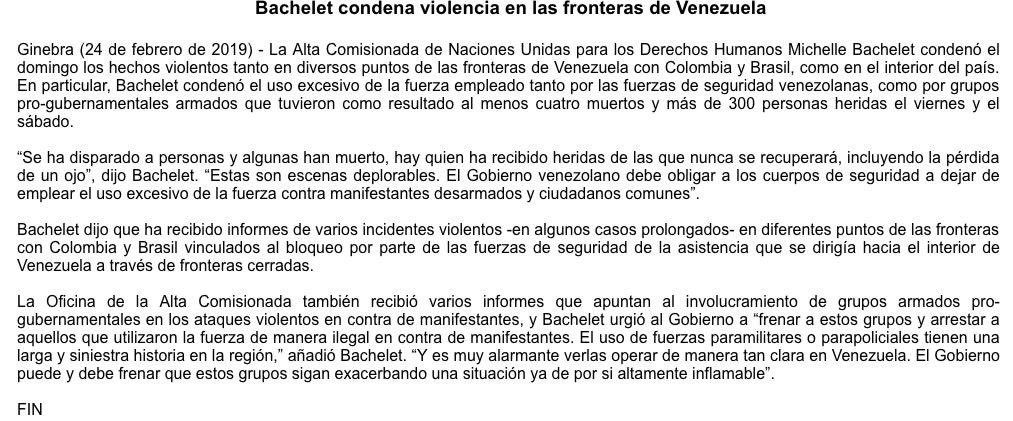 Bachelet condena violencia en las fronteras de Venezuela
Ginebra (24 de febrero de 2019) - La Alta Comisionada de Naciones Unidas para los Derechos Humanos Michelle Bachelet condenó el
domingo los hechos violentos tanto en diversos puntos de las fronteras de Venezuela con Colombia y Brasil, como en el interior del país.
En particular, Bachelet condenó el uso excesivo de la fuerza empleado tanto por las fuerzas de seguridad venezolanas, como por grupos
pro-gubernamentales armados que tuvieron como resultado al menos cuatro muertos y más de 300 personas heridas el viernes y el
sábado.
“Se ha disparado a personas y algunas han muerto, hay quien ha recibido heridas de las que nunca se recuperará, incluyendo la pérdida
de un ojo”, dijo Bachelet. “Estas son escenas deplorables. El Gobierno venezolano debe obligar a los cuerpos de seguridad a dejar de
emplear el uso excesivo de la fuerza contra manifestantes desarmados y ciudadanos comunes”.
Bachelet dijo que ha recibido informes de varios incidentes violentos -en algunos casos prolongados- en diferentes puntos de las fronteras
con Colombia y Brasil vinculados al bloqueo por parte de las fuerzas de seguridad de la asistencia que se dirigía hacia el interior de
Venezuela a través de fronteras cerradas.
La Oficina de la Alta Comisionada también recibió varios informes que apuntan al involucramiento de grupos armados pro-
gubernamentales en los ataques violentos en contra de manifestantes, y Bachelet urgió al Gobierno a “frenar a estos grupos y arrestar a
aquellos que utilizaron la fuerza de manera ilegal en contra de manifestantes. El uso de fuerzas paramilitares o parapoliciales tienen una
larga y siniestra historia en la región,” añadió Bachelet. “Y es muy alarmante verlas operar de manera tan clara en Venezuela. El Gobierno
puede y debe frenar que estos grupos sigan exacerbando una situación ya de por si altamente inflamable”.
FIN